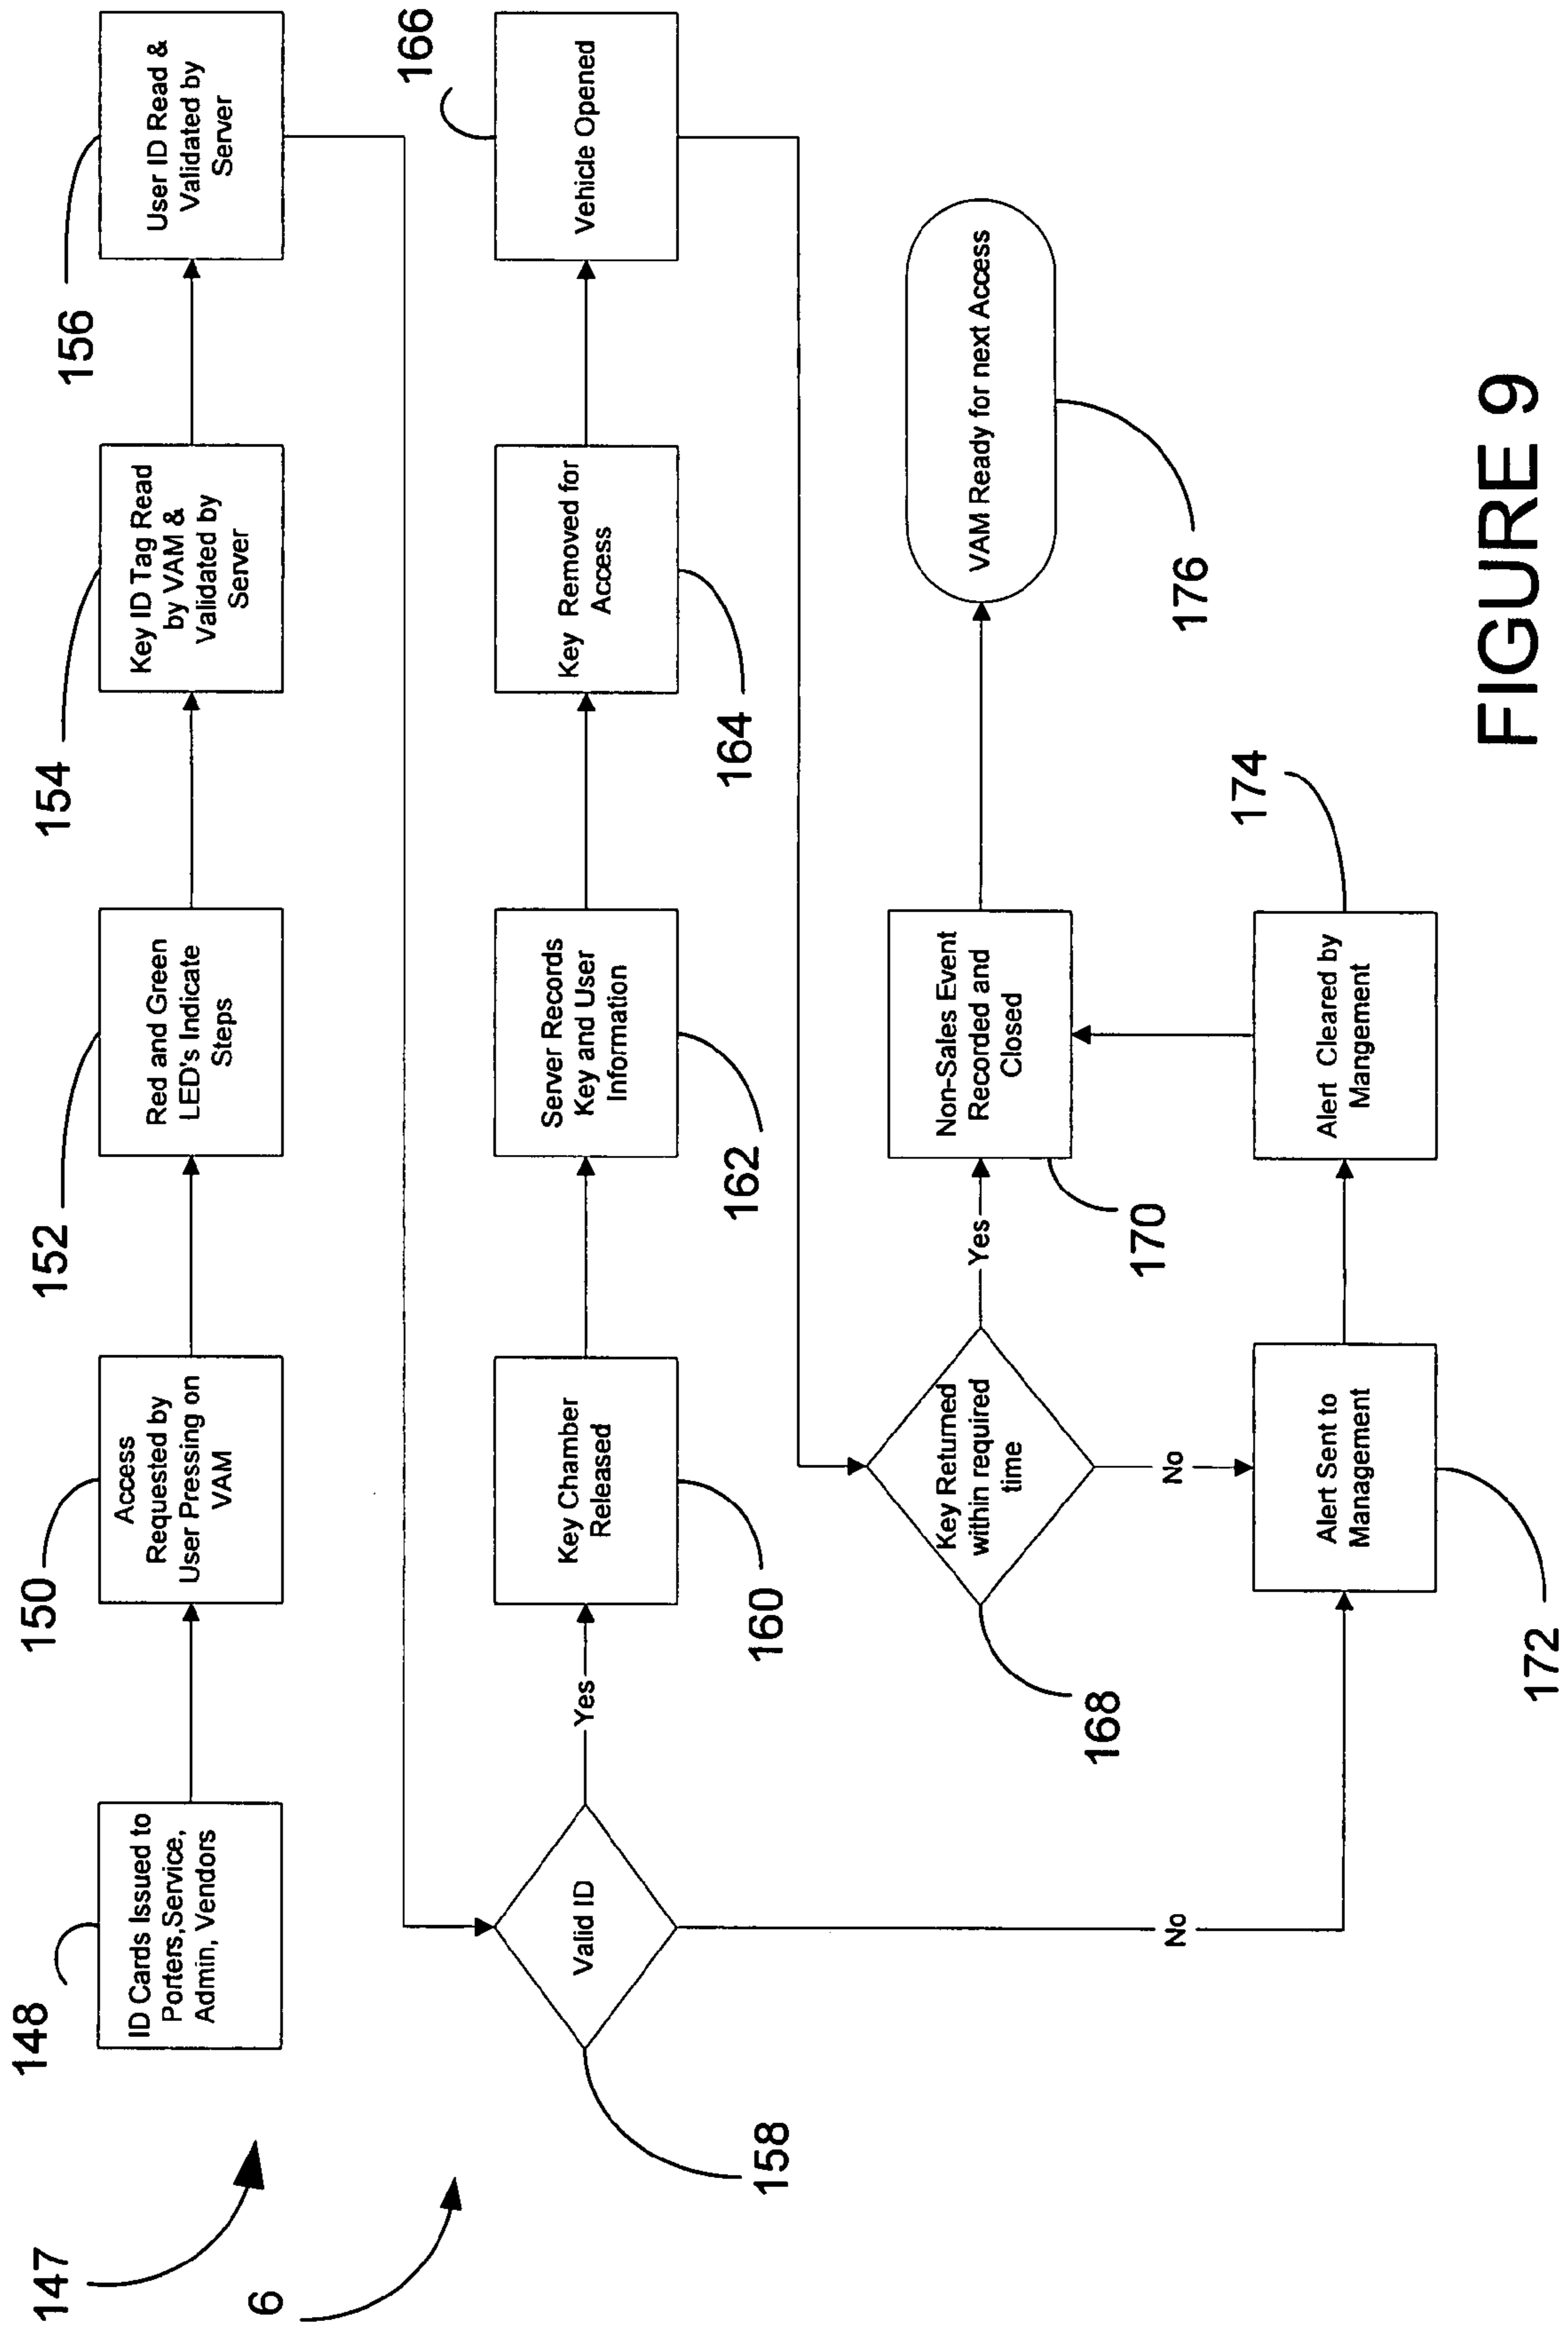 147
6
148
ID Cards Issued to
Porters,Service,
Admin, Vendors
150
Access
Requested by
User Pressing on
VAM
152
Red and Green
LED's Indicate
Steps
154
Key ID Tag Read
by VAM &
Validated by
Server
156
User ID Read &
Validated by
Server
158
Valid ID
Yes
No
160
Key Chamber
Released
162
Server Records
Key and User
Information
164
Key Removed for
Access
166
Vehicle Opened
168
Key Returned
within required
time
Yes
No
170
Non-Sales Event
Recorded and
Closed
176
VAM Ready for next Access
172
Alert Sent to
Management
174
Alert Cleared by
Mangement
FIGURE 9